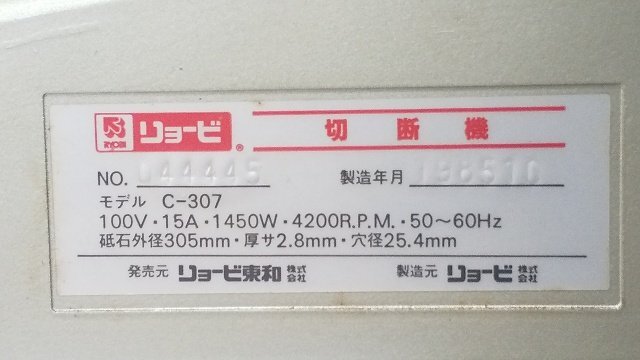 RYOBI リョービ® 切断機
NO. 044445 製造年月 198510
モデル C-307
100V・15A・1450W・4200R.P.M.・50～60Hz
砥石外径305mm・厚サ2.8mm・穴径25.4mm
発売元 リョービ東和株式会社 製造元 リョービ株式会社